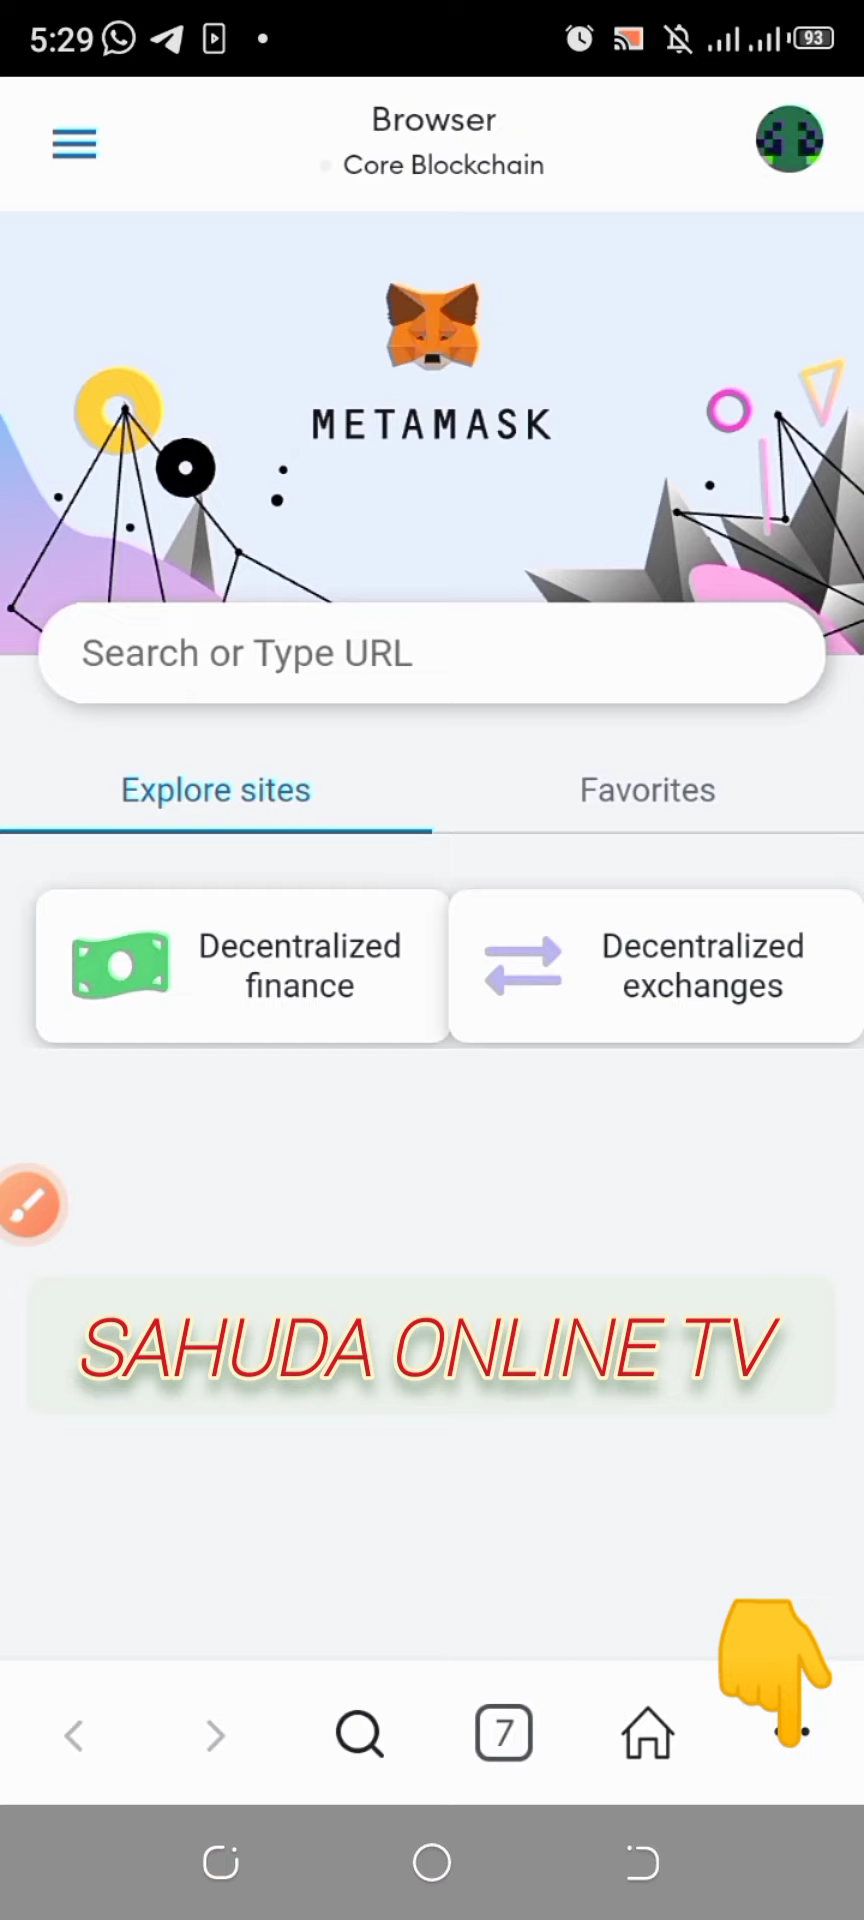 5:29
93
Browser
Core Blockchain
METAMASK
Search or Type URL
Explore sites
Favorites
Decentralized
finance
Decentralized
exchanges
SAHUDA ONLINE TV
7